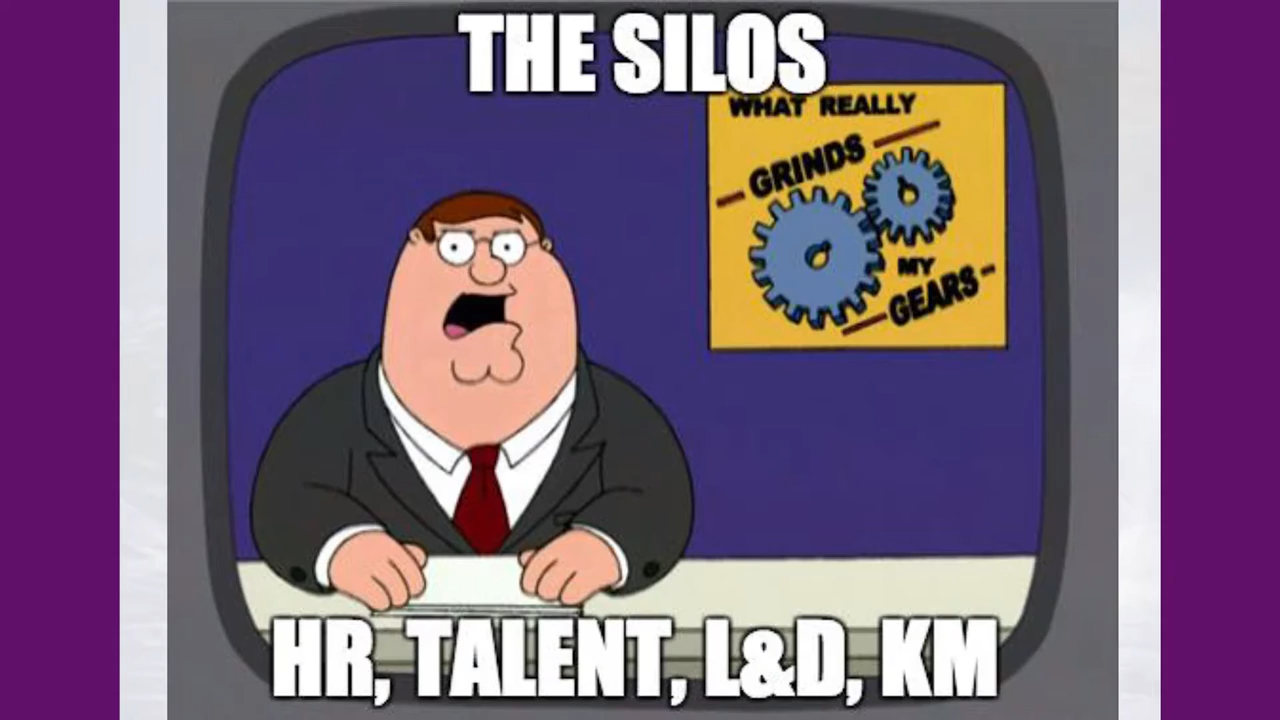 THE SILOS
WHAT REALLY
GRINDS
MY
GEARS
HR, TALENT, L&D, KM